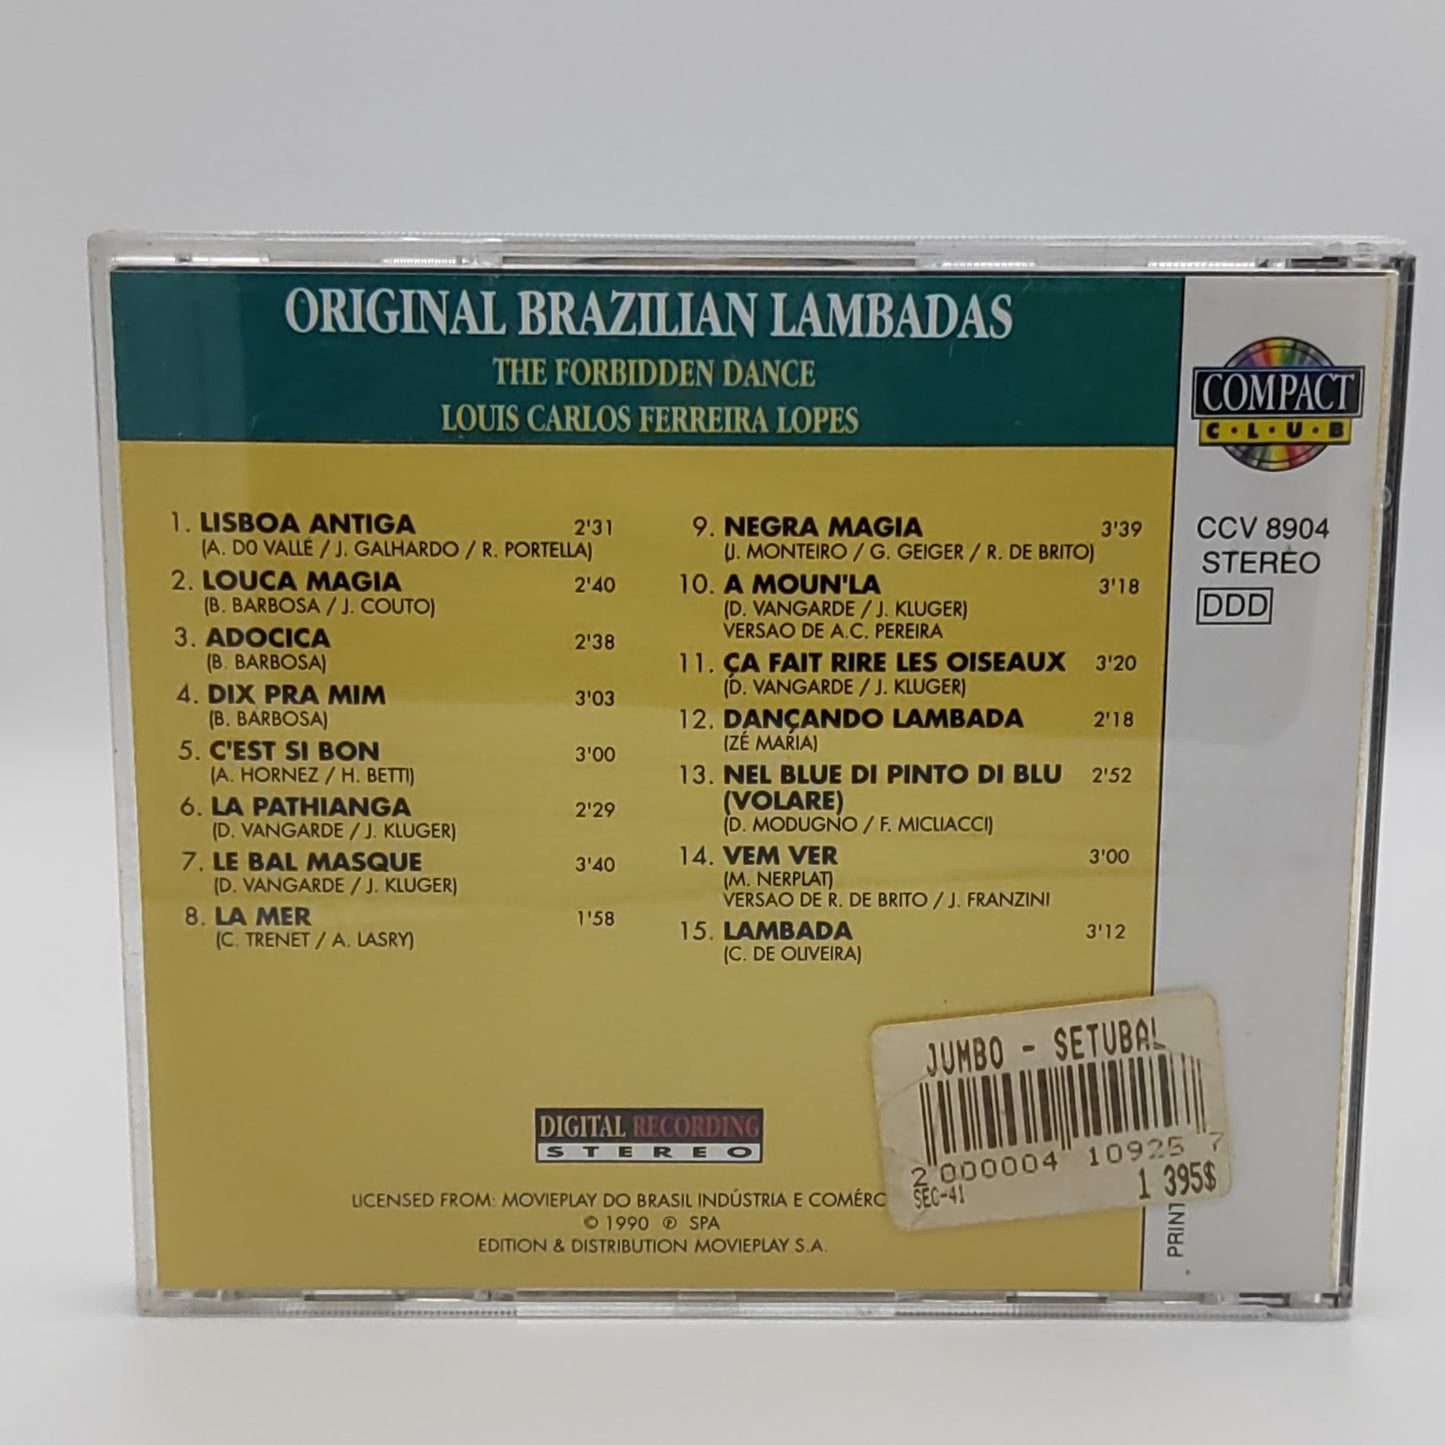 ORIGINAL BRAZILIAN LAMBADAS
THE FORBIDDEN DANCE
LOUIS CARLOS FERREIRA LOPES
1. LISBOA ANTIGA 2'31
(A. DO VALLE / J. GALHARDO / R. PORTELLA)
2. LOUCA MAGIA 2'40
(B. BARBOSA / J. COUTO)
3. ADOCICA 2'38
(B. BARBOSA)
4. DIX PRA MIM 3'03
(B. BARBOSA)
5. C'EST SI BON 3'00
(A. HORNEZ / H. BETTI)
6. LA PATHIANGA 2'29
(D. VANGARDE / J. KLUGER)
7. LE BAL MASQUE 3'40
(D. VANGARDE / J. KLUGER)
8. LA MER 1'58
(C. TRENET / A. LASRY)
9. NEGRA MAGIA 3'39
(J. MONTEIRO / G. GEIGER / R. DE BRITO)
10. A MOUN'LA 3'18
(D. VANGARDE / J. KLUGER)
VERSAO DE A.C. PEREIRA
11. ÇA FAIT RIRE LES OISEAUX 3'20
(D. VANGARDE / J. KLUGER)
12. DANÇANDO LAMBADA 2'18
(ZÉ MARIA)
13. NEL BLUE DI PINTO DI BLU 2'52
(VOLARE)
(D. MODUGNO / F. MICLIACCI)
14. VEM VER 3'00
(M. NERPLAT)
VERSAO DE R. DE BRITO / J. FRANZINI
15. LAMBADA 3'12
(C. DE OLIVEIRA)
COMPACT
C·L·U·B
CCV 8904
STEREO
DDD
DIGITAL RECORDING
STEREO
LICENSED FROM: MOVIEPLAY DO BRASIL INDÚSTRIA E COMÉRC
© 1990 ℗ SPA
EDITION & DISTRIBUTION MOVIEPLAY S.A.
JUMBO - SETUBAL
2 000004 109257
SEC-41
1 395$
PRINT